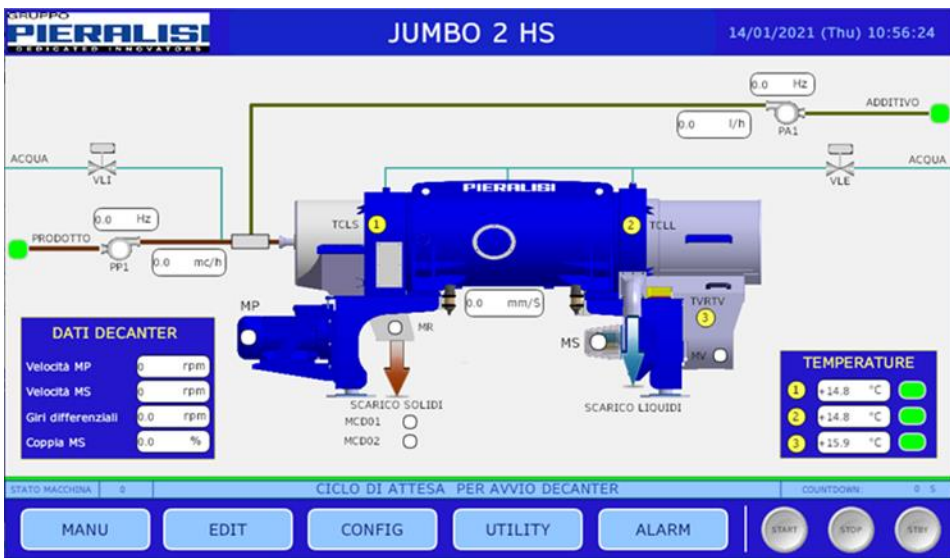 GRUPPO
PIERALISI
DEDICATED INNOVATORS
JUMBO 2 HS
14/01/2021 (Thu) 10:56:24
0.0 Hz
ADDITIVO
0.0 l/h
PA1
ACQUA
VLI
ACQUA
VLE
PIERALISI
0.0 Hz
TCLS
1
2
TCLL
PRODOTTO
PP1
0.0 mc/h
0.0 mm/S
TVRTV
3
MP
MR
MS
MV
DATI DECANTER
Velocità MP 0 rpm
Velocità MS 0 rpm
Giri differenziali 0.0 rpm
Coppia MS 0.0 %
SCARICO SOLIDI
MCD01
MCD02
SCARICO LIQUIDI
TEMPERATURE
1 +14.8 °C
2 +14.8 °C
3 +15.9 °C
STATO MACCHINA 0 CICLO DI ATTESA PER AVVIO DECANTER COUNTDOWN: 0 S
MANU EDIT CONFIG UTILITY ALARM START STOP STBY